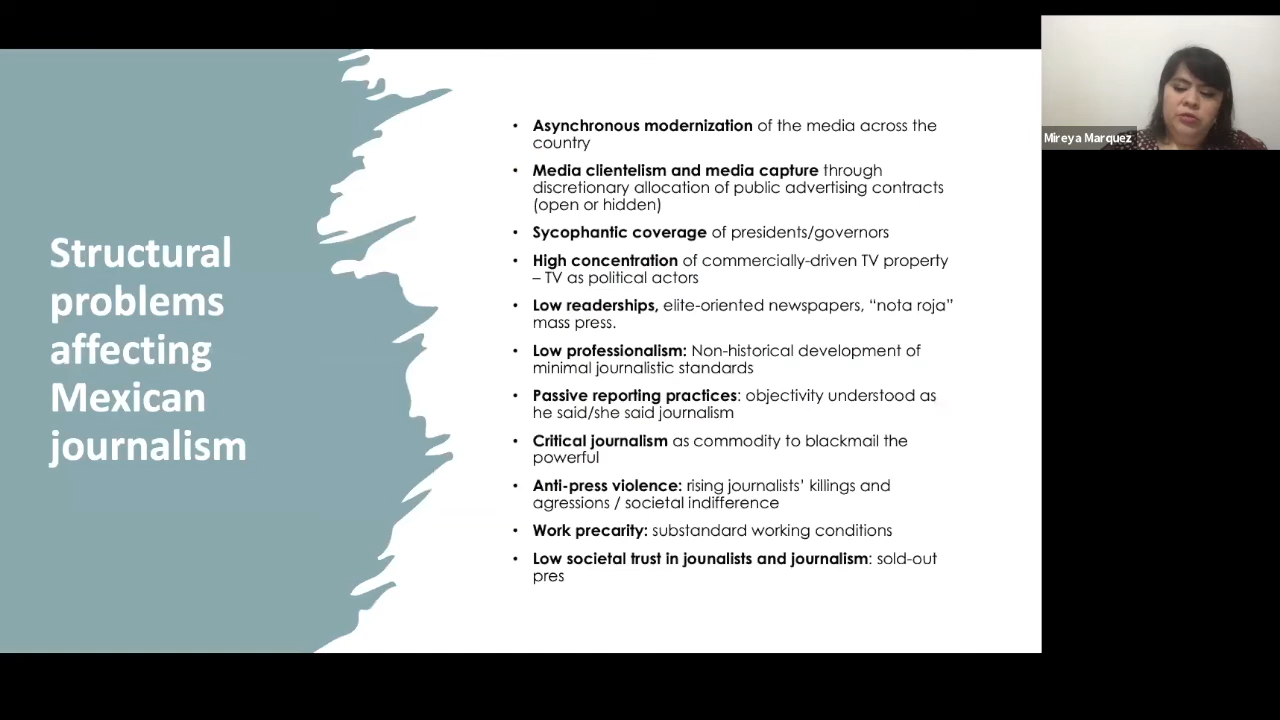 Structural
problems
affecting
Mexican
journalism
• Asynchronous modernization of the media across the
country
• Media clientelism and media capture through
discretionary allocation of public advertising contracts
(open or hidden)
• Sycophantic coverage of presidents/governors
• High concentration of commercially-driven TV property
– TV as political actors
• Low readerships, elite-oriented newspapers, “nota roja”
mass press.
• Low professionalism: Non-historical development of
minimal journalistic standards
• Passive reporting practices: objectivity understood as
he said/she said journalism
• Critical journalism as commodity to blackmail the
powerful
• Anti-press violence: rising journalists’ killings and
agressions / societal indifference
• Work precarity: substandard working conditions
• Low societal trust in jounalists and journalism: sold-out
pres
Mireya Marquez